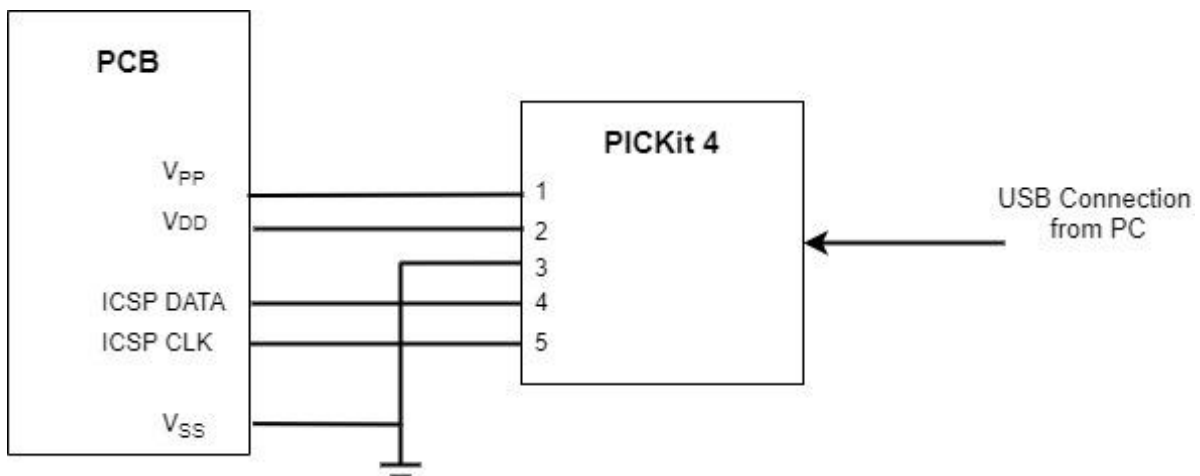 PCB
PICKit 4
VPP
1
VDD
2
3
ICSP DATA
4
ICSP CLK
5
VSS
USB Connection
from PC